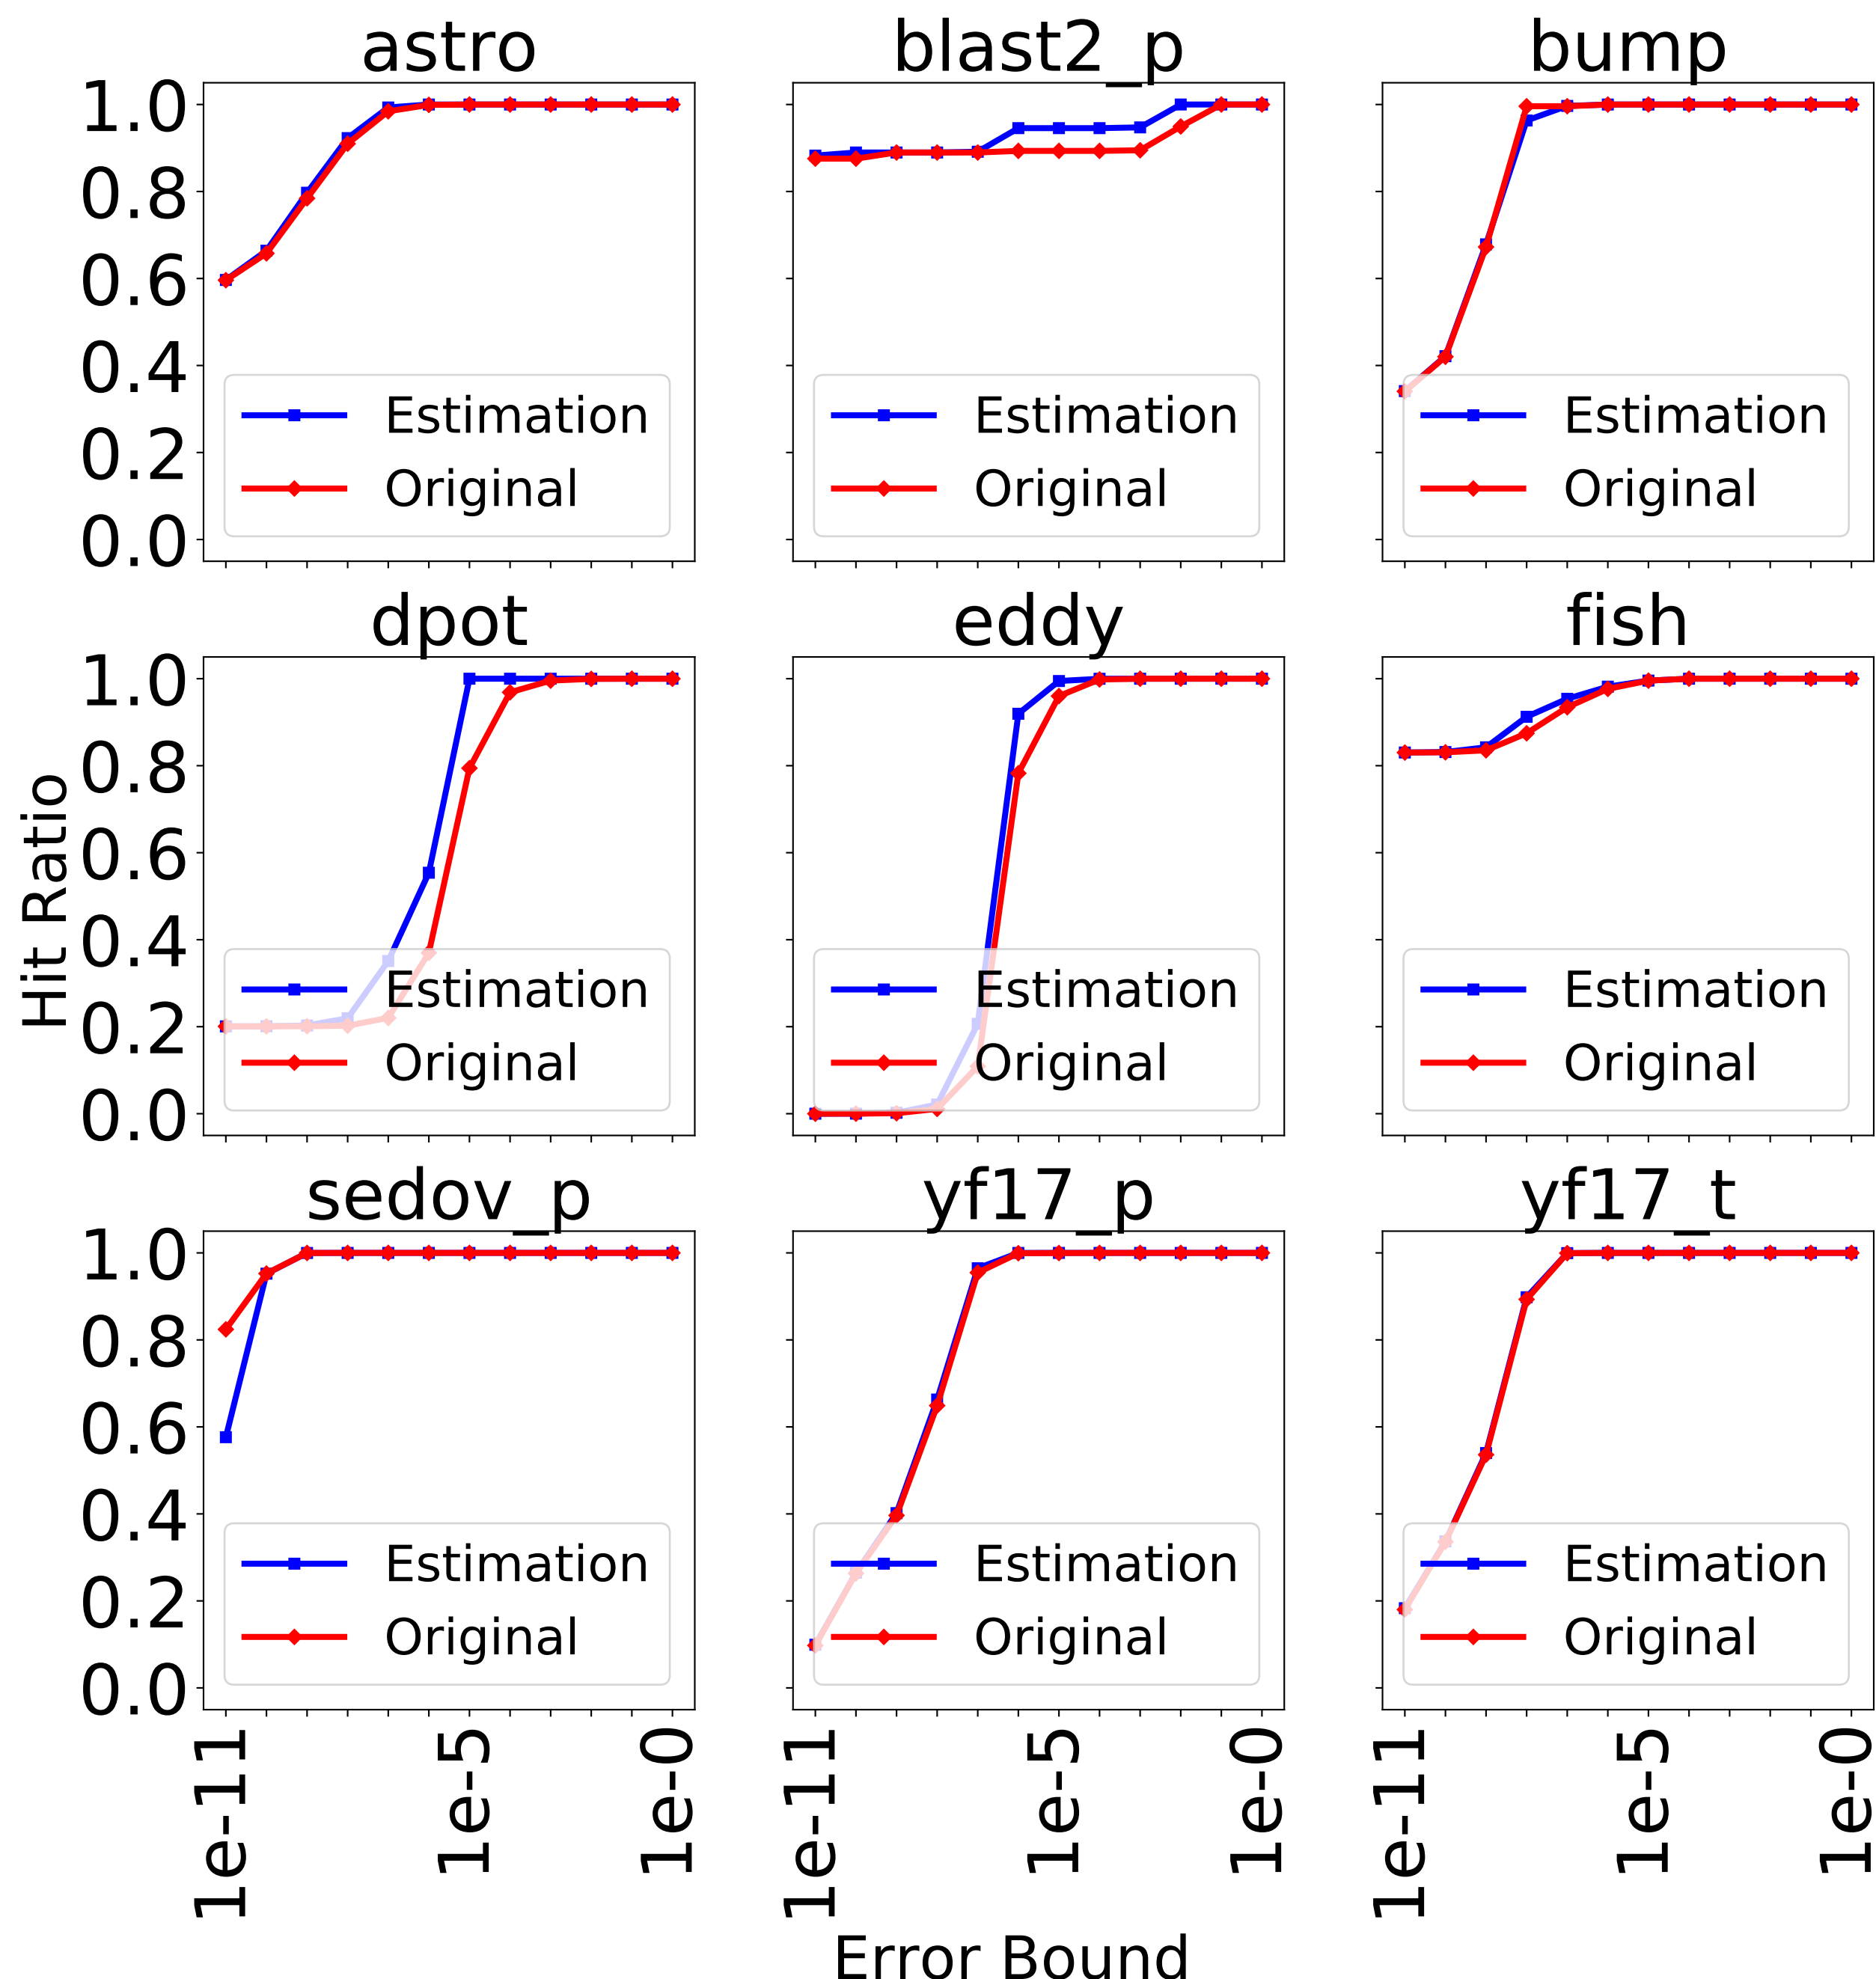 astro
blast2_p
bump
1.0
0.8
0.6
0.4
0.2
0.0
Estimation
Original
Estimation
Original
Estimation
Original
dpot
eddy
fish
Hit Ratio
1.0
0.8
0.6
0.4
0.2
0.0
Estimation
Original
Estimation
Original
Estimation
Original
sedov_p
yf17_p
yf17_t
1.0
0.8
0.6
0.4
0.2
0.0
Estimation
Original
Estimation
Original
Estimation
Original
1e-11
1e-5
1e-0
1e-11
1e-5
1e-0
1e-11
1e-5
1e-0
Error Bound